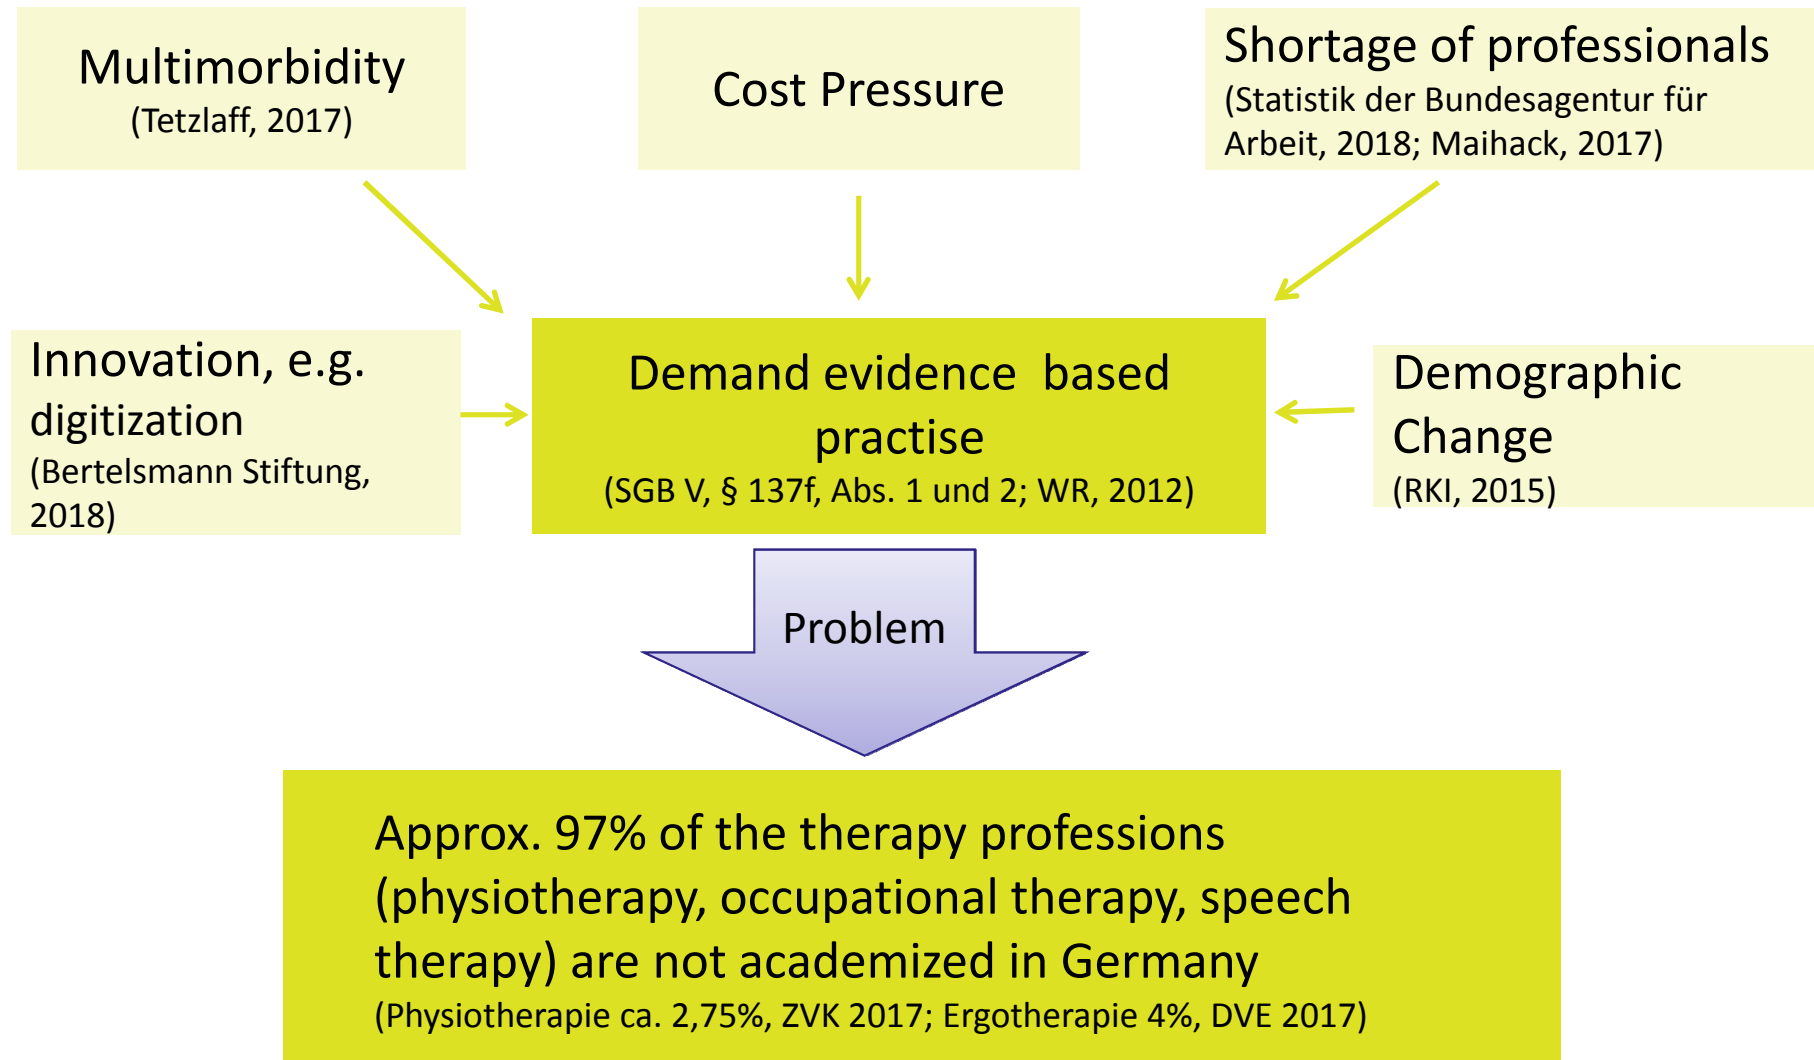 Multimorbidity
(Tetzlaff, 2017)
Cost Pressure
Shortage of professionals
(Statistik der Bundesagentur für
Arbeit, 2018; Maihack, 2017)
Innovation, e.g.
digitization
(Bertelsmann Stiftung,
2018)
Demand evidence  based
practise
(SGB V, § 137f, Abs. 1 und 2; WR, 2012)
Demographic
Change
(RKI, 2015)
Problem
Approx. 97% of the therapy professions
(physiotherapy, occupational therapy, speech
therapy) are not academized in Germany
(Physiotherapie ca. 2,75%, ZVK 2017; Ergotherapie 4%, DVE 2017)